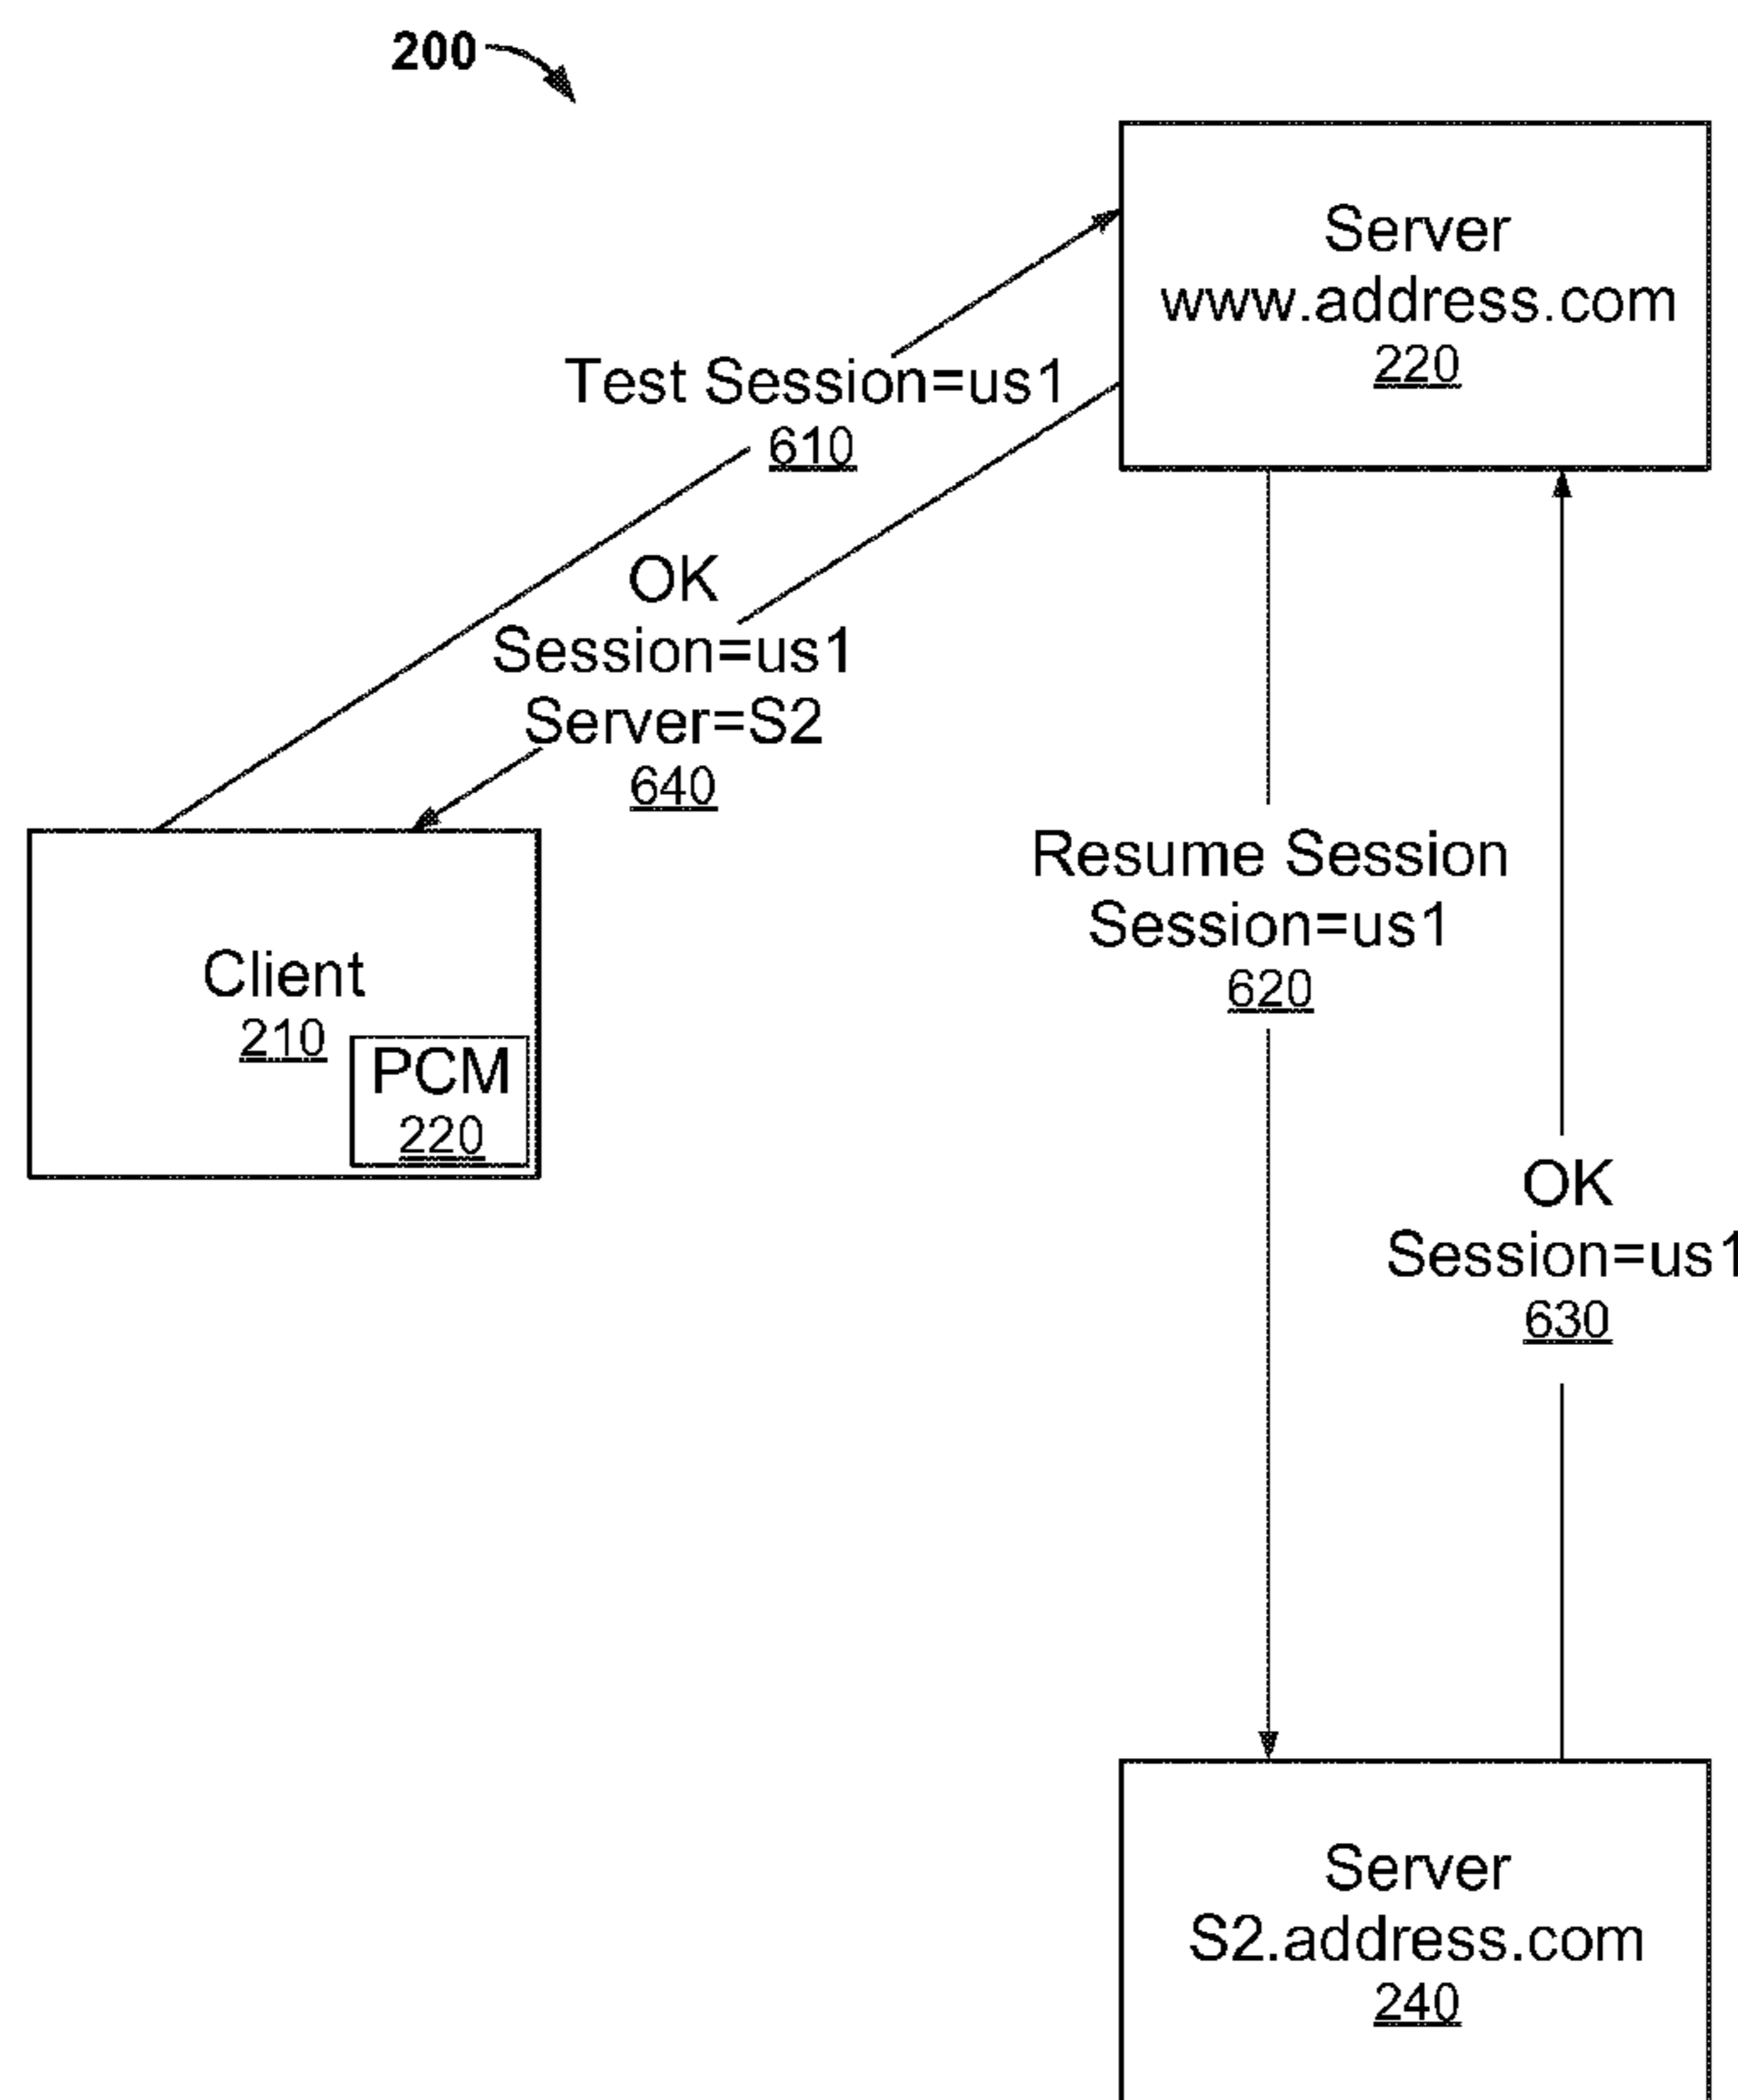 200
Server
www.address.com
220
Test Session=us1
610
OK
Session=us1
Server=S2
640
Resume Session
Session=us1
620
Client
210
PCM
220
OK
Session=us1
630
Server
S2.address.com
240